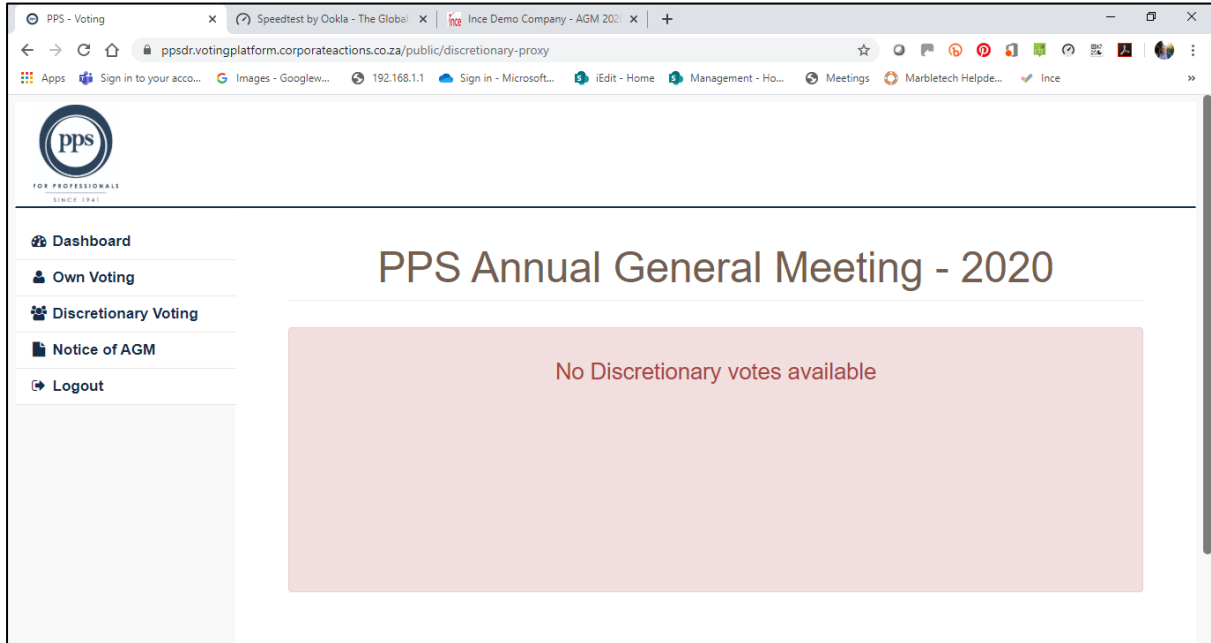 PPS - Voting
Speedtest by Ookla - The Global
ince Ince Demo Company - AGM 202
ppsdr.votingplatform.corporateactions.co.za/public/discretionary-proxy
Apps Sign in to your acco... Images - Googlew... 192.168.1.1 Sign in - Microsoft... iEdit - Home Management - Ho... Meetings Marbletech Helpde... Ince »
pps
FOR PROFESSIONALS
SINCE 1941
Dashboard
Own Voting
Discretionary Voting
Notice of AGM
Logout
PPS Annual General Meeting - 2020
No Discretionary votes available